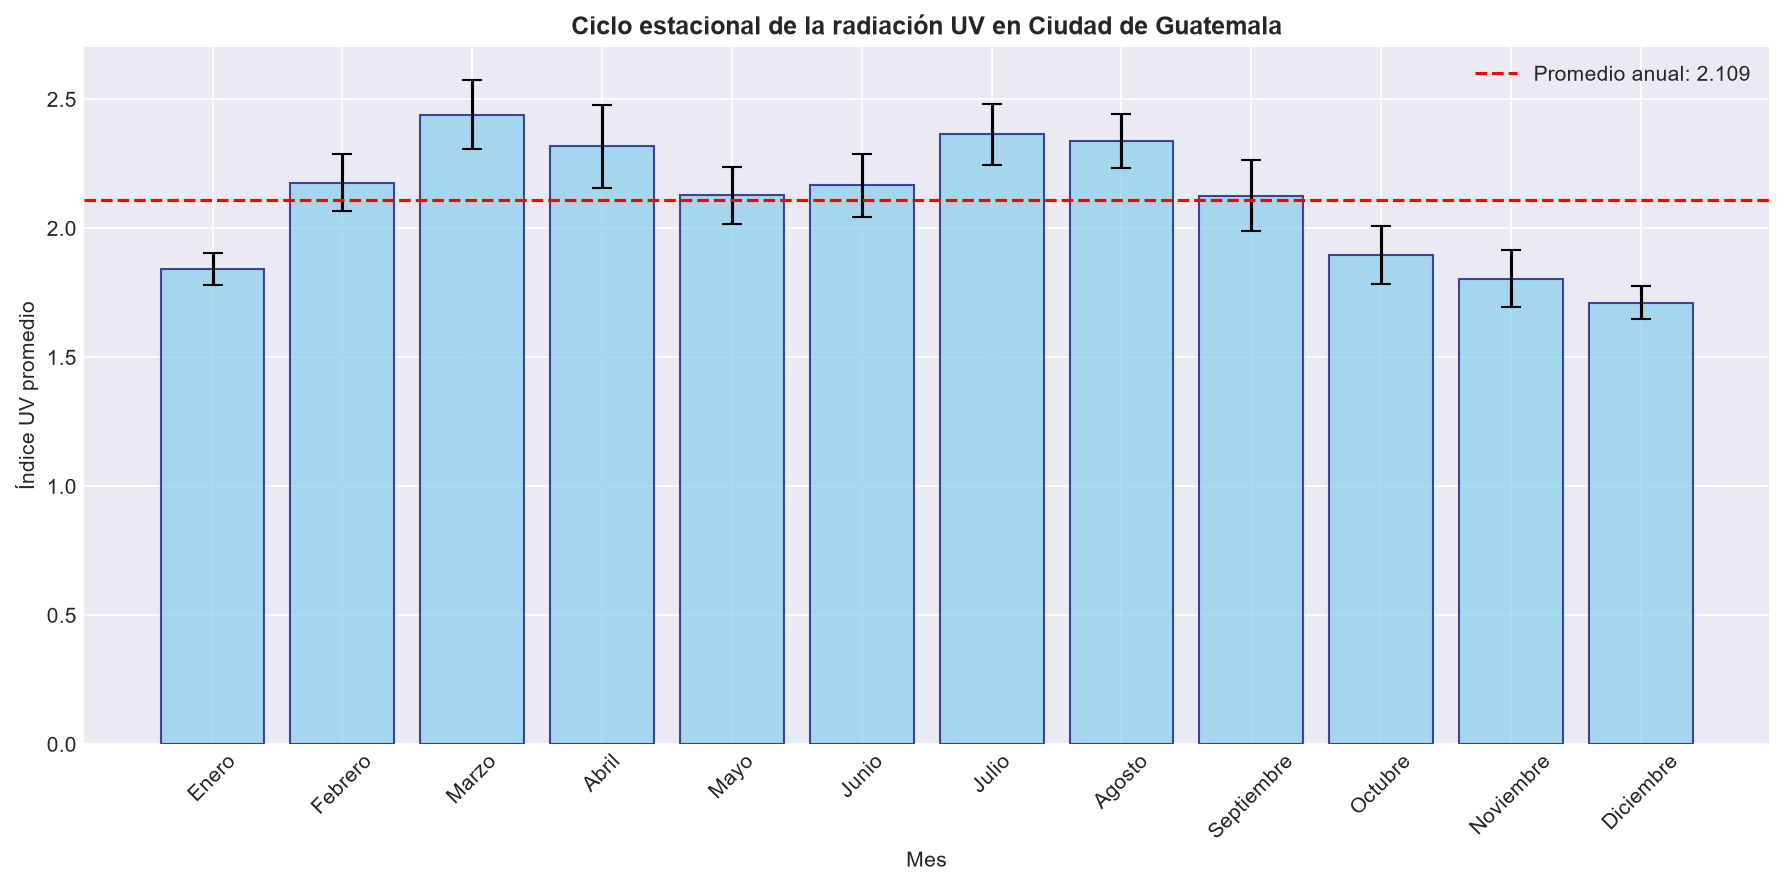 Ciclo estacional de la radiación UV en Ciudad de Guatemala
Promedio anual: 2.109
Índice UV promedio
2.5
2.0
1.5
1.0
0.5
0.0
Enero
Febrero
Marzo
Abril
Mayo
Junio
Julio
Agosto
Septiembre
Octubre
Noviembre
Diciembre
Mes